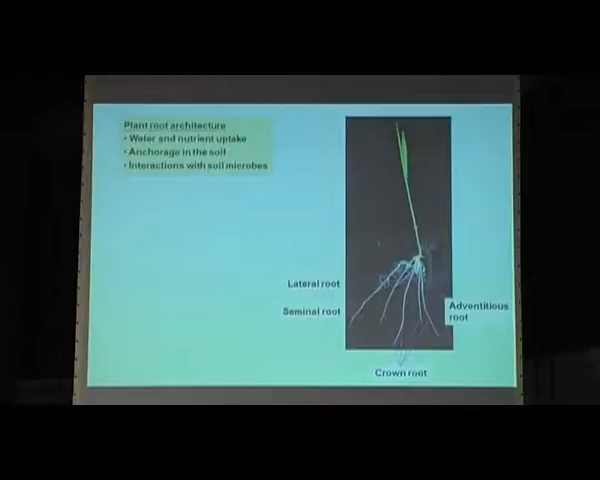 Plant root architecture
• Water and nutrient uptake
• Anchorage in the soil
• Interactions with soil microbes
Lateral root
Seminal root
Adventitious
root
Crown root